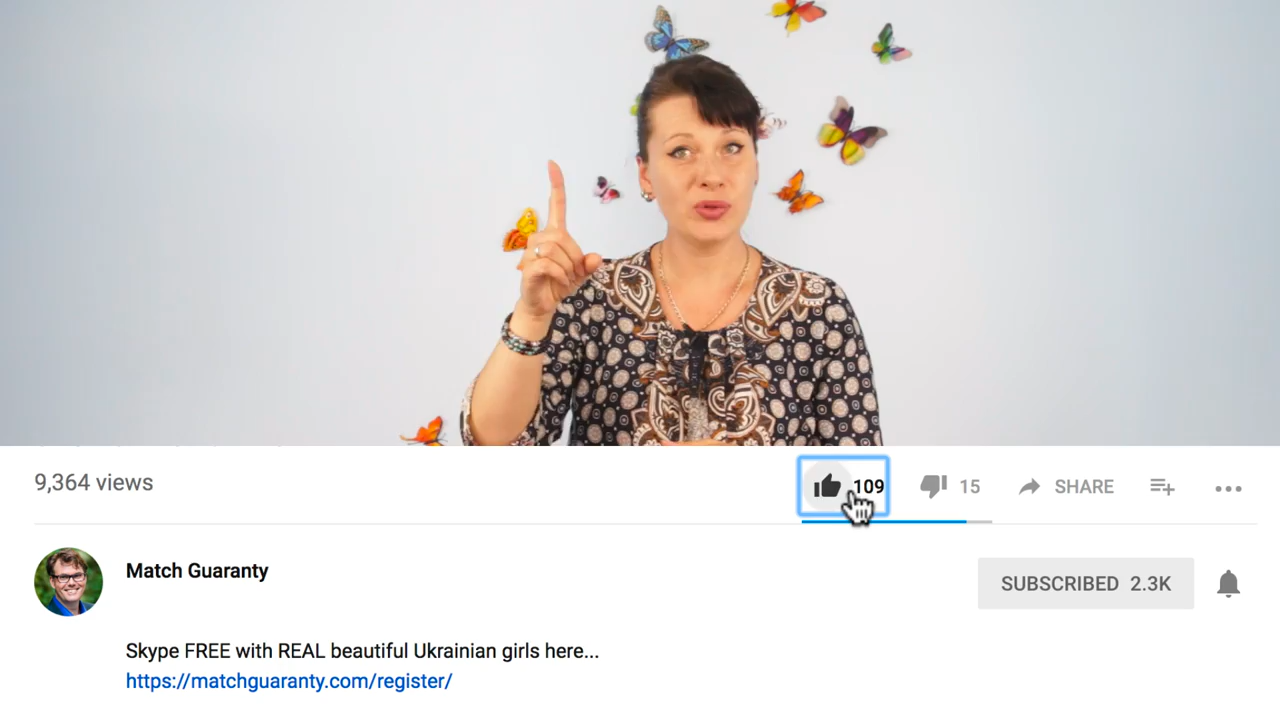 9,364 views
109
15
SHARE
Match Guaranty
SUBSCRIBED 2.3K
Skype FREE with REAL beautiful Ukrainian girls here...
https://matchguaranty.com/register/